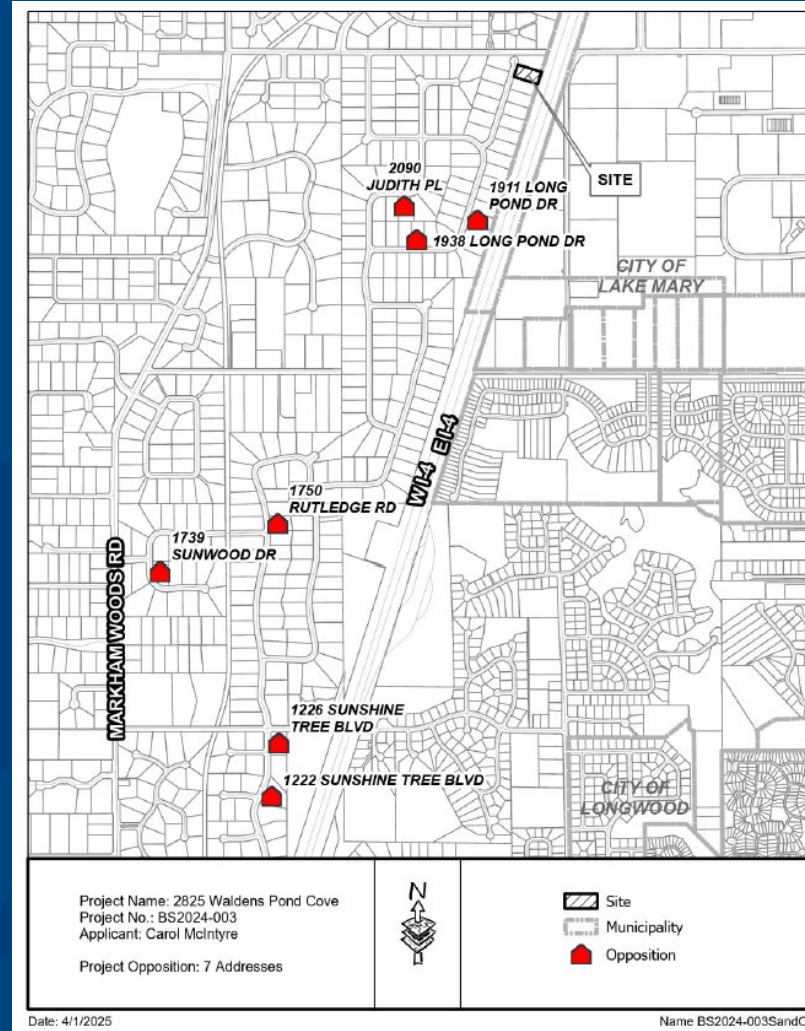 2090
JUDITH PL
1911 LONG
POND DR
SITE
1938 LONG POND DR
CITY OF
LAKE MARY
W I-4 E I-4
1750
RUTLEDGE RD
1739
SUNWOOD DR
MARKHAM WOODS RD
1226 SUNSHINE
TREE BLVD
1222 SUNSHINE TREE BLVD
CITY OF
LONGWOOD
Project Name: 2825 Waldens Pond Cove
Project No.: BS2024-003
Applicant: Carol McIntyre
Project Opposition: 7 Addresses
N
Site
Municipality
Opposition
Date: 4/1/2025
Name BS2024-003SandO